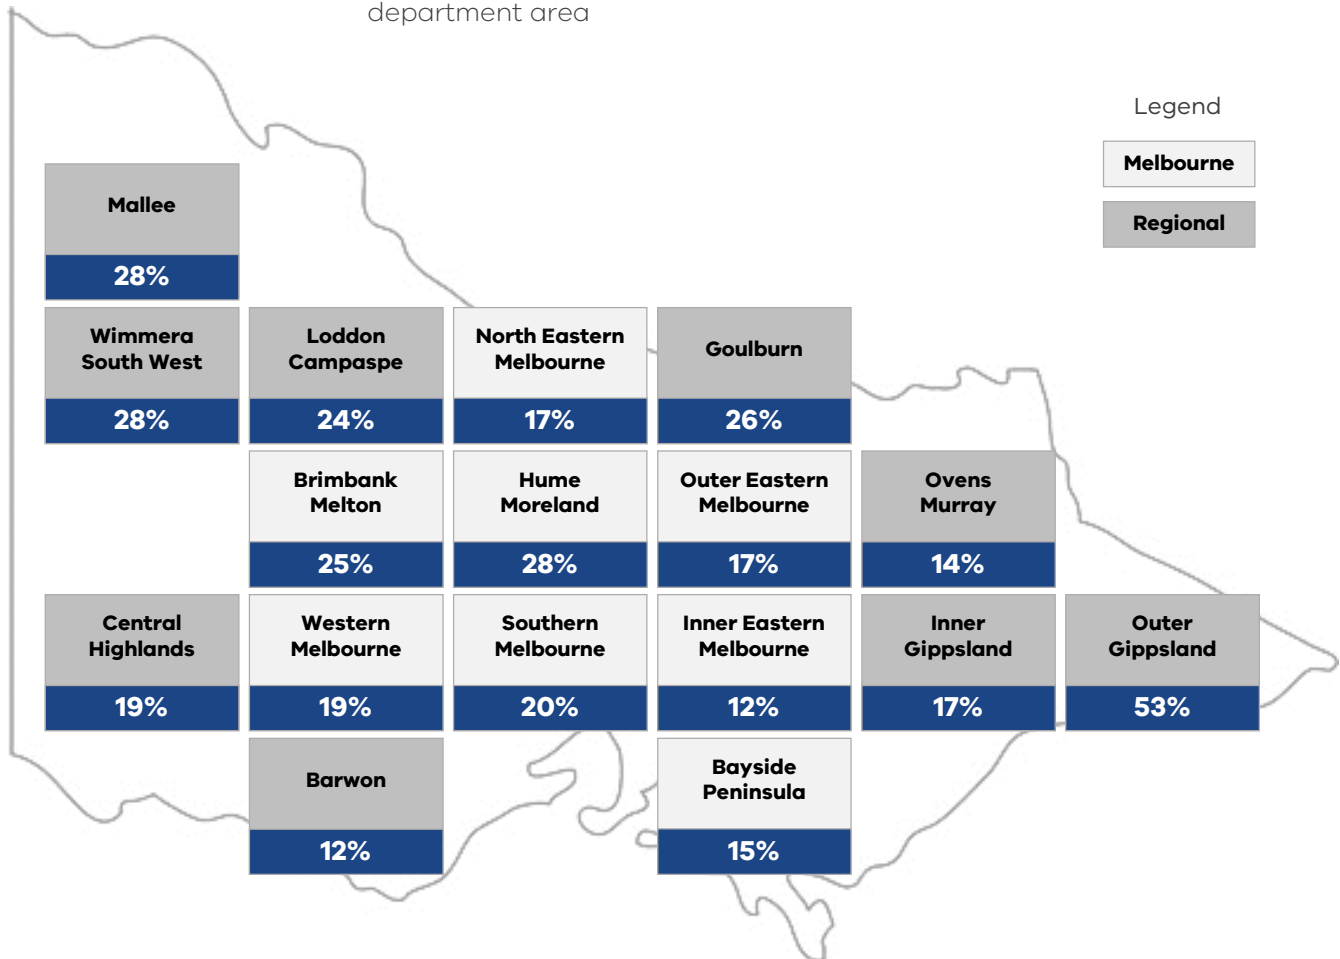 department area
Legend
Melbourne
Regional
Mallee
28%
Wimmera
South West
28%
Loddon
Campaspe
24%
North Eastern
Melbourne
17%
Goulburn
26%
Brimbank
Melton
25%
Hume
Moreland
28%
Outer Eastern
Melbourne
17%
Ovens
Murray
14%
Central
Highlands
19%
Western
Melbourne
19%
Southern
Melbourne
20%
Inner Eastern
Melbourne
12%
Inner
Gippsland
17%
Outer
Gippsland
53%
Barwon
12%
Bayside
Peninsula
15%